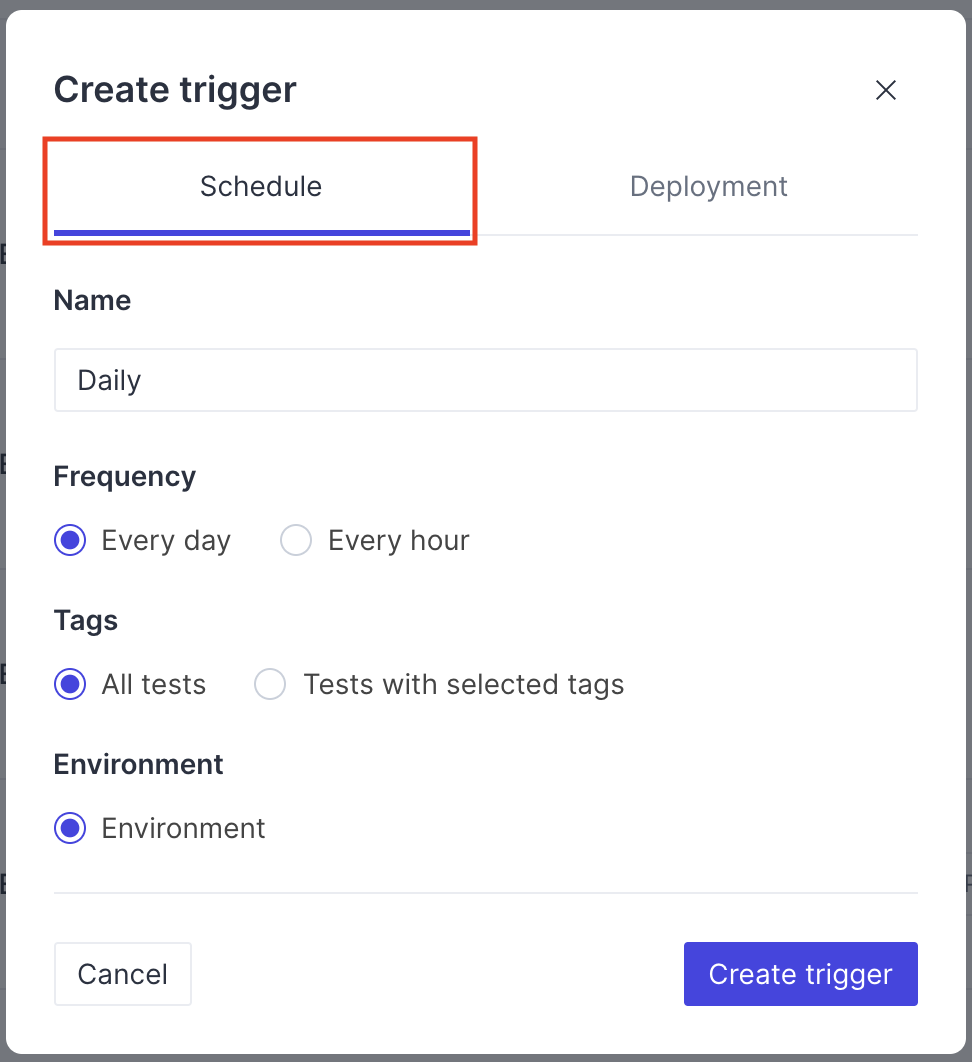 Create trigger
Schedule
Deployment
Name
Daily
Frequency
Every day
Every hour
Tags
All tests
Tests with selected tags
Environment
Environment
Cancel
Create trigger